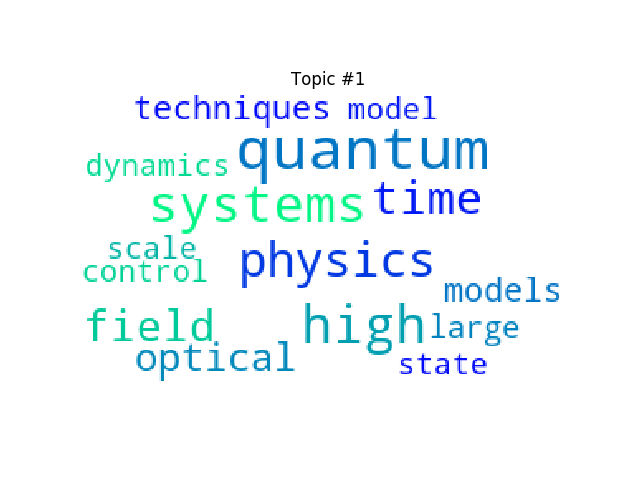 Topic #1
techniques model
quantum
dynamics
systems time
scale
physics
control
models
field high large
optical state